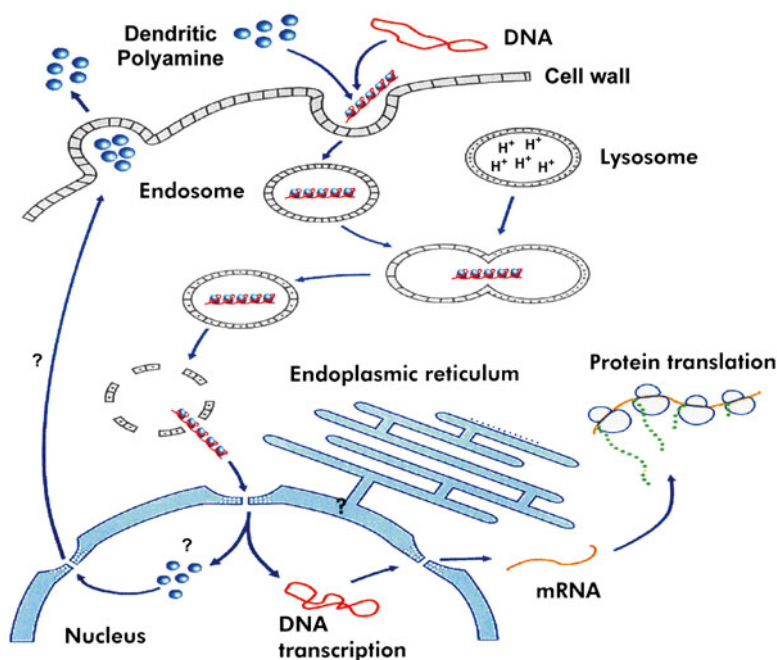 Dendritic
Polyamine
DNA
Cell wall
H⁺ H⁺
H⁺ H⁺ H⁺
Lysosome
Endosome
?
Endoplasmic reticulum
Protein translation
?
?
mRNA
Nucleus
DNA
transcription